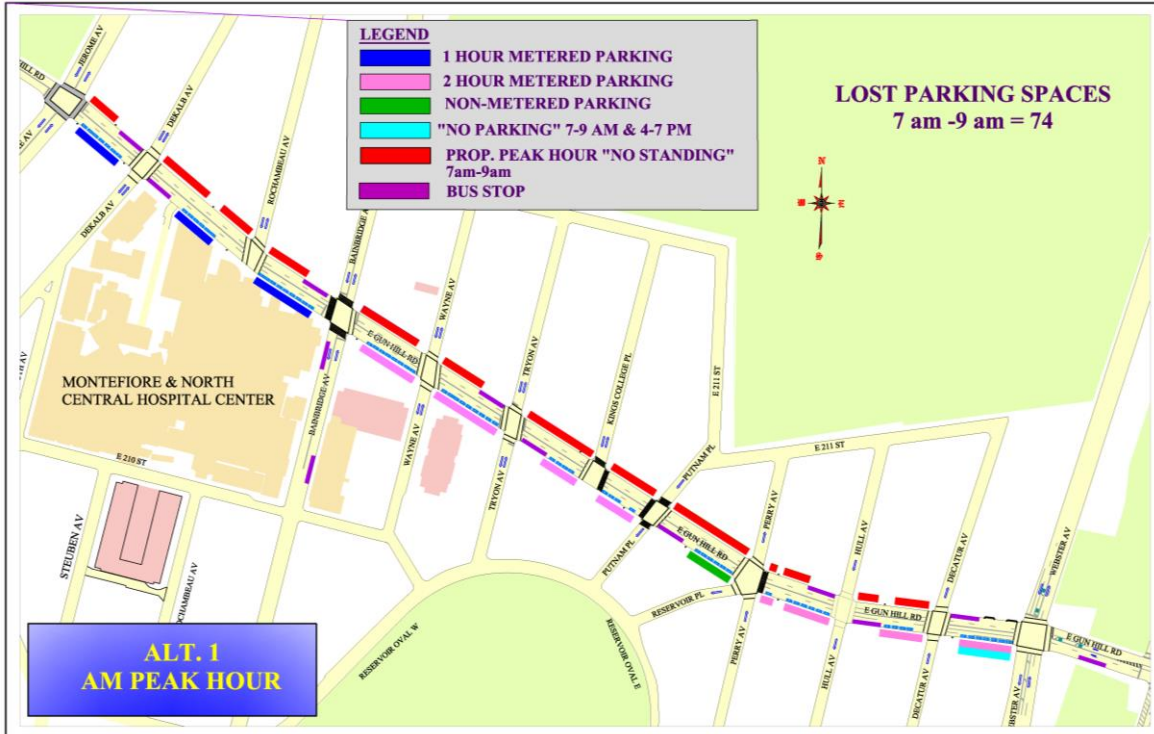 LEGEND
1 HOUR METERED PARKING
2 HOUR METERED PARKING
NON-METERED PARKING
"NO PARKING" 7-9 AM & 4-7 PM
PROP. PEAK HOUR "NO STANDING"
7am-9am
BUS STOP
LOST PARKING SPACES
7 am -9 am = 74
N
HILL RD
JEROME AV
DEKALB AV
ROCHAMBEAU AV
BAINBRIDGE A
WAYNE AV
TRYON AV
KINGS COLLEGE PL
E 211 ST
PUTNAM PL
E 211 ST
PERRY AV
HULL AV
DECATUR AV
WEBSTER AV
DEKALB AV
E GUN HILL RD
E GUN HILL RD
E GUN HILL RD
E GUN HILL RD
MONTEFIORE & NORTH
CENTRAL HOSPITAL CENTER
BAINBRIDGE AV
WAYNE AV
TRYON AV
PUTNAM PL
RESERVOIR PL
PERRY AV
HULL AV
DECATUR AV
EBSTER AV
E 210 ST
STEUBEN AV
OCHAMBEAU AV
RESERVOIR OVAL W
RESERVOIR OVAL E
ALT. 1
AM PEAK HOUR